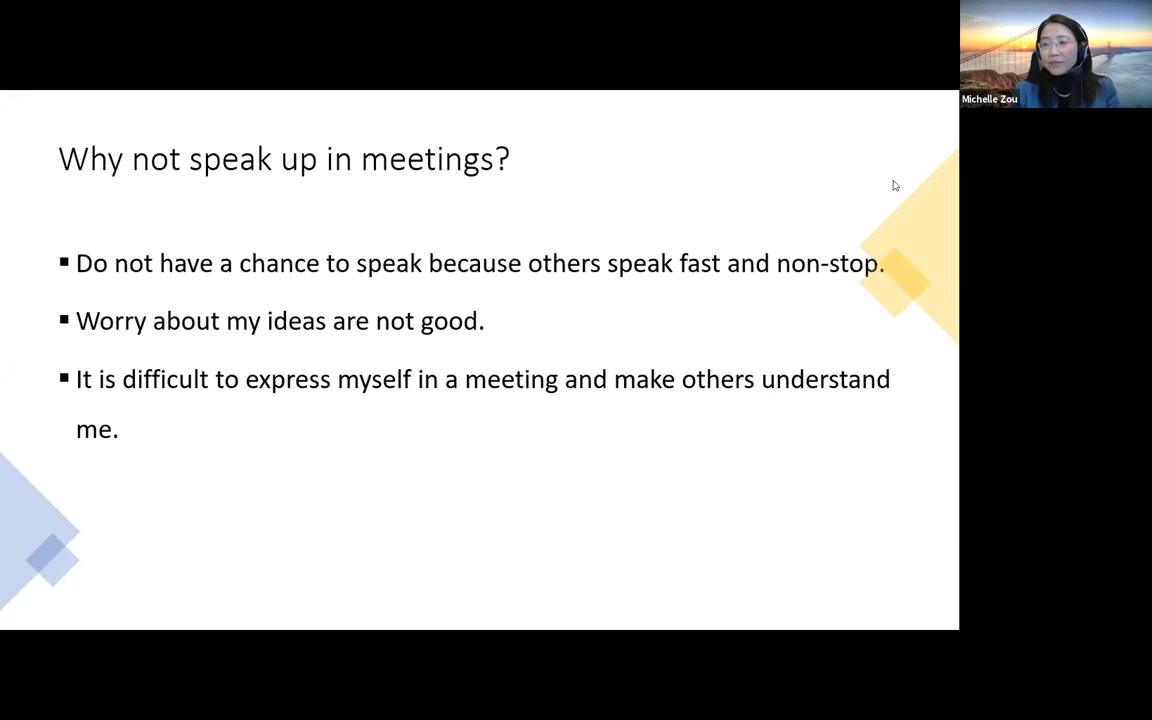 Why not speak up in meetings?
▪ Do not have a chance to speak because others speak fast and non-stop.
▪ Worry about my ideas are not good.
▪ It is difficult to express myself in a meeting and make others understand
me.
Michelle Zou